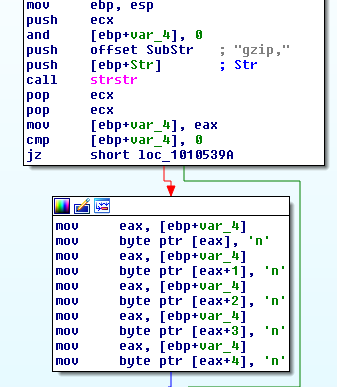 mov ebp, esp
push ecx
and [ebp+var_4], 0
push offset SubStr ; "gzip,"
push [ebp+Str] ; Str
call strstr
pop ecx
pop ecx
mov [ebp+var_4], eax
cmp [ebp+var_4], 0
jz short loc_1010539A
mov eax, [ebp+var_4]
mov byte ptr [eax], 'n'
mov eax, [ebp+var_4]
mov byte ptr [eax+1], 'n'
mov eax, [ebp+var_4]
mov byte ptr [eax+2], 'n'
mov eax, [ebp+var_4]
mov byte ptr [eax+3], 'n'
mov eax, [ebp+var_4]
mov byte ptr [eax+4], 'n'